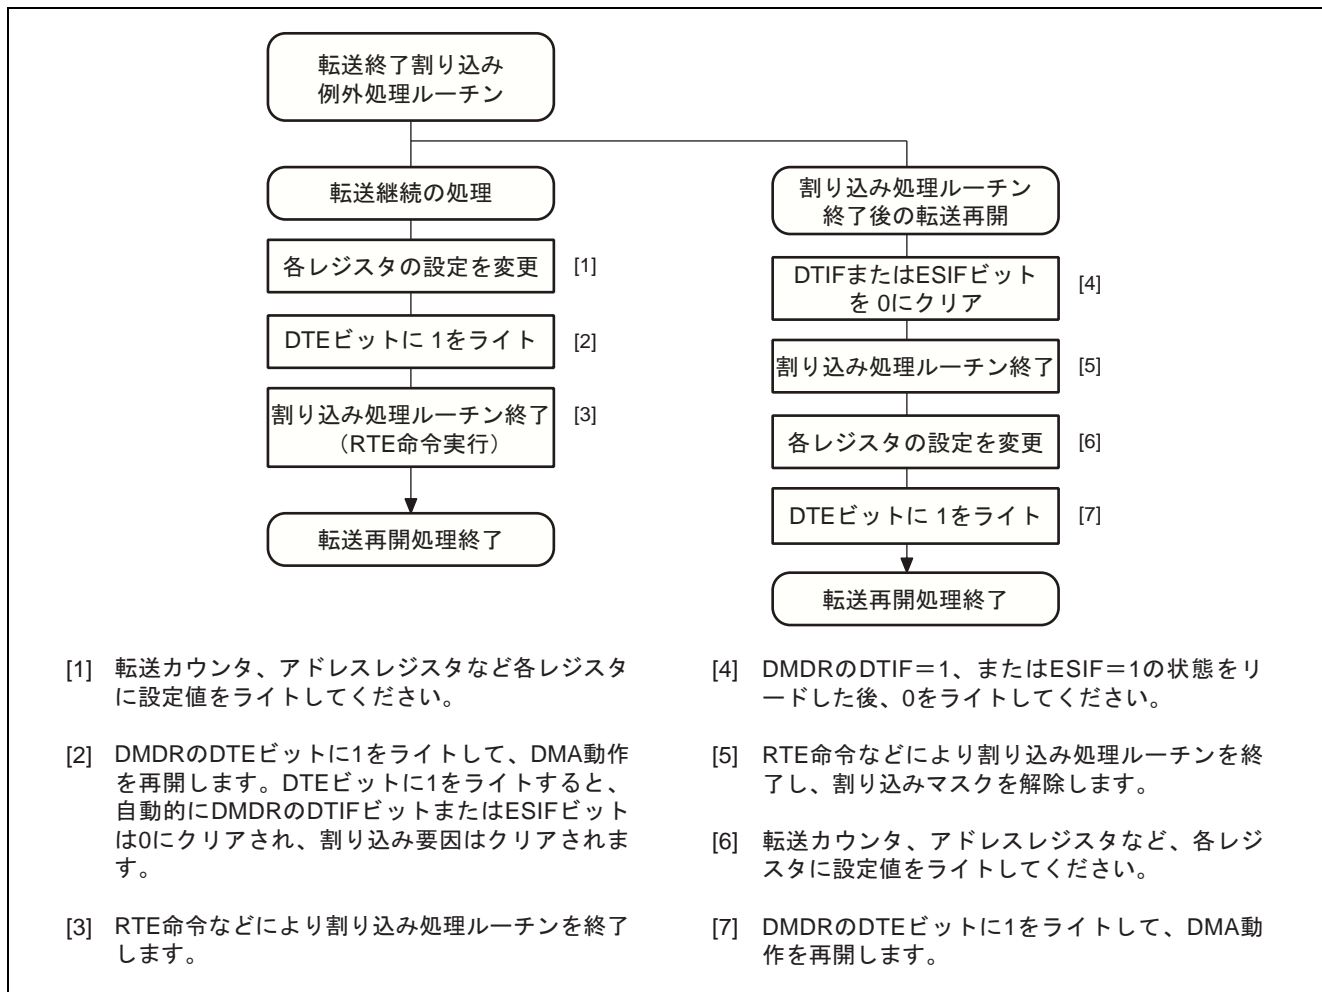 転送終了割り込み
例外処理ルーチン
転送継続の処理
各レジスタの設定を変更 [1]
DTEビットに 1をライト [2]
割り込み処理ルーチン終了 [3]
（RTE命令実行）
転送再開処理終了
割り込み処理ルーチン
終了後の転送再開
DTIFまたはESIFビット [4]
を 0にクリア
割り込み処理ルーチン終了 [5]
各レジスタの設定を変更 [6]
DTEビットに 1をライト [7]
転送再開処理終了
[1] 転送カウンタ、アドレスレジスタなど各レジスタ
に設定値をライトしてください。
[2] DMDRのDTEビットに1をライトして、DMA動作
を再開します。DTEビットに1をライトすると、
自動的にDMDRのDTIFビットまたはESIFビット
は0にクリアされ、割り込み要因はクリアされま
す。
[3] RTE命令などにより割り込み処理ルーチンを終了
します。
[4] DMDRのDTIF＝1、またはESIF＝1の状態をリ
ードした後、0をライトしてください。
[5] RTE命令などにより割り込み処理ルーチンを終
了し、割り込みマスクを解除します。
[6] 転送カウンタ、アドレスレジスタなど、各レジ
スタに設定値をライトしてください。
[7] DMDRのDTEビットに1をライトして、DMA動
作を再開します。